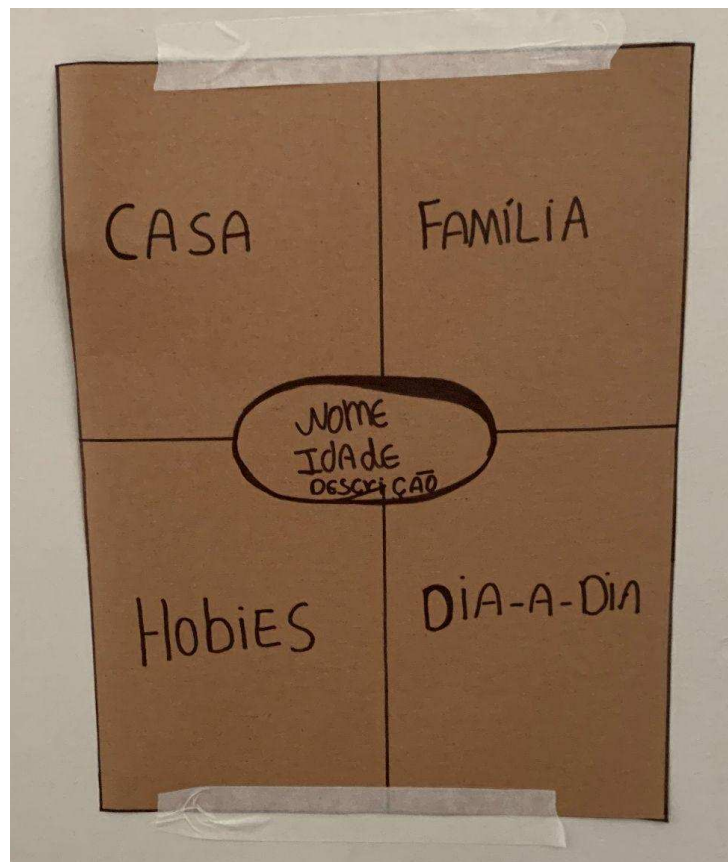 CASA
FAMÍLIA
NOME
IDADE
DESCRIÇÃO
HobiES
DIA-A-DIA